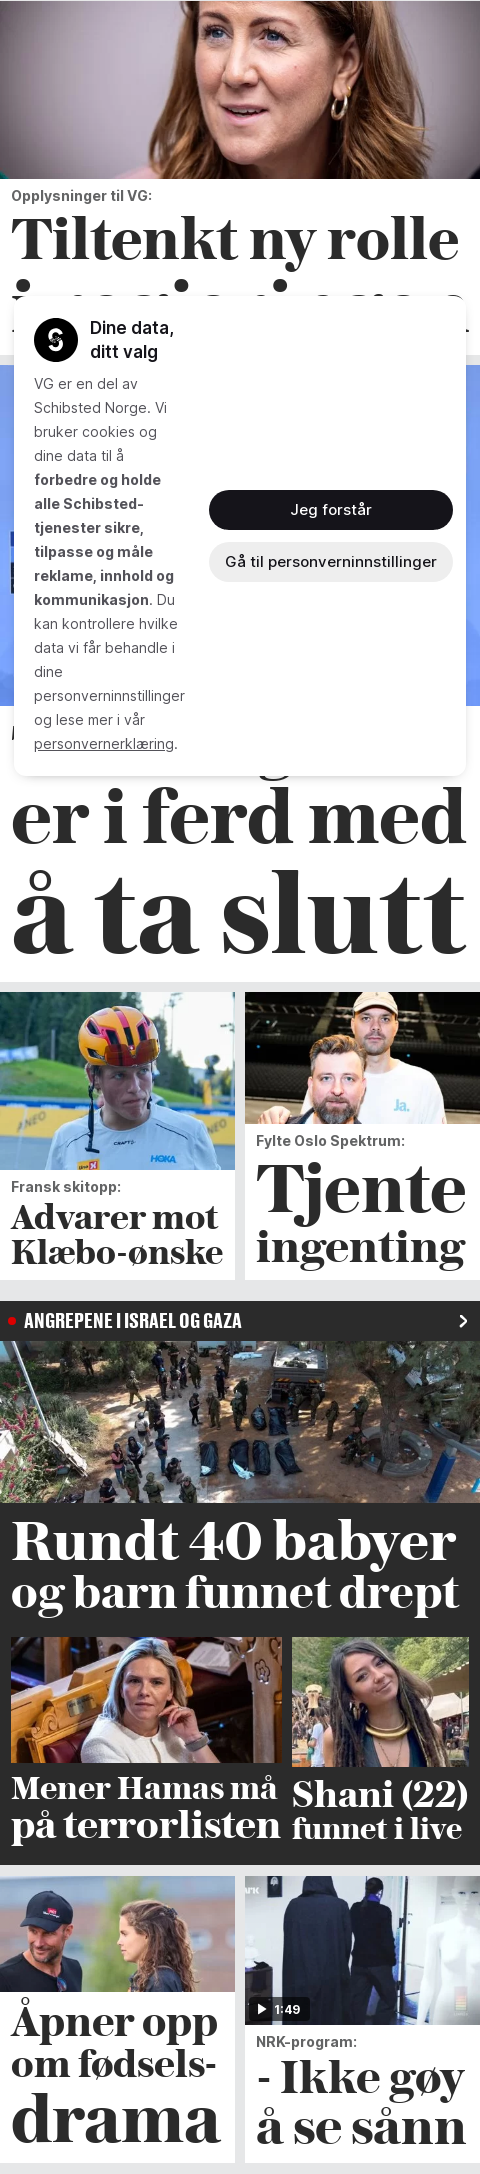 Opplysninger til VG:
Tiltenkt ny rolle
Dine data,
ditt valg
VG er en del av
Schibsted Norge. Vi
bruker cookies og
dine data til å
forbedre og holde
alle Schibsted-
tjenester sikre,
tilpasse og måle
reklame, innhold og
kommunikasjon. Du
kan kontrollere hvilke
data vi får behandle i
dine
personverninnstillinger
og lese mer i vår
personvernerklæring.
Jeg forstår
Gå til personverninnstillinger
er i ferd med
å ta slutt
Fransk skitopp:
Advarer mot
Klæbo-ønske
Ja.
Fylte Oslo Spektrum:
Tjente
ingenting
ANGREPENE I ISRAEL OG GAZA
Rundt 40 babyer
og barn funnet drept
Mener Hamas må
på terrorlisten
Shani (22)
funnet i live
Åpner opp
om fødsels-
drama
1:49
NRK-program:
- Ikke gøy
å se sånn